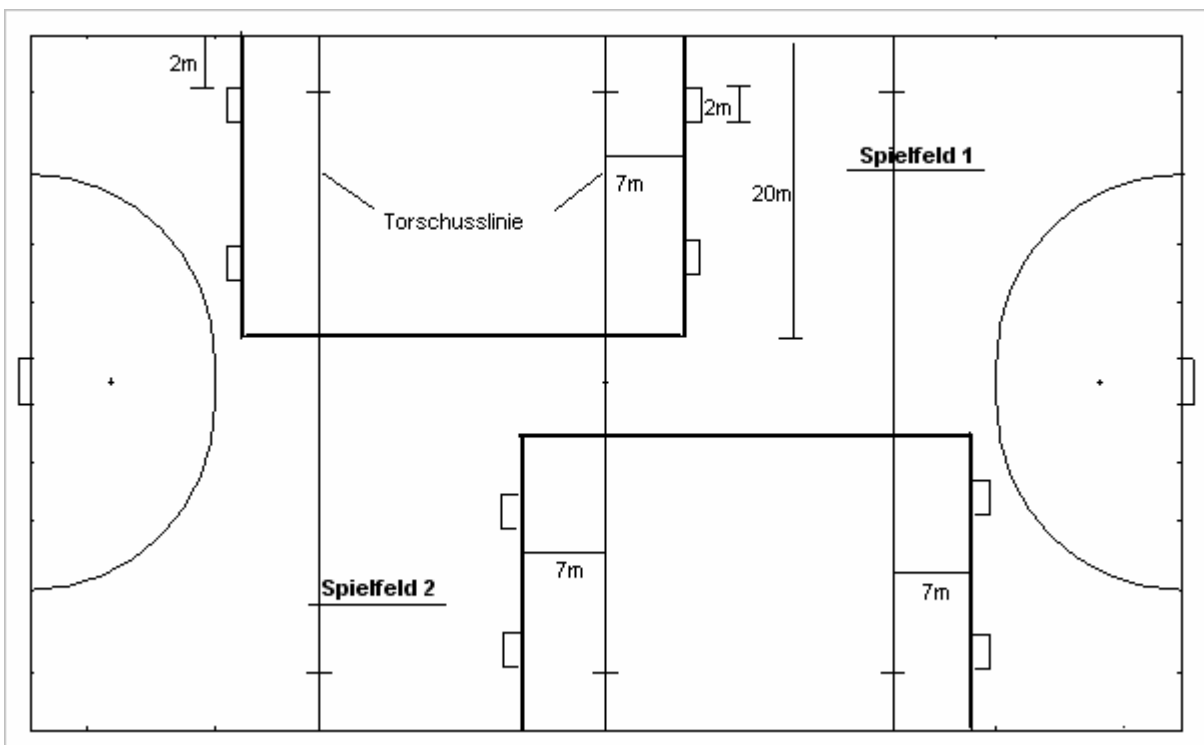 2m
2m
Spielfeld 1
7m
20m
Torschusslinie
7m
7m
Spielfeld 2